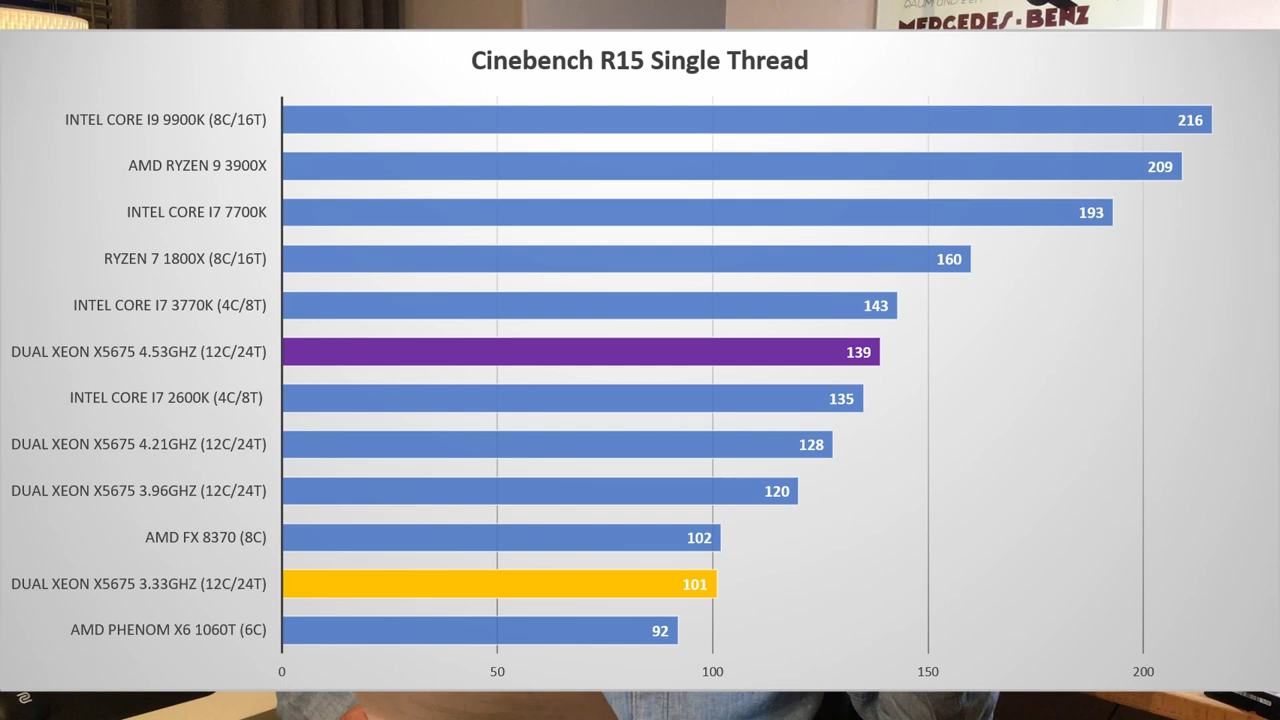 RAUM UND ZEIT
MERCEDES-BENZ
Cinebench R15 Single Thread
INTEL CORE I9 9900K (8C/16T) 216
AMD RYZEN 9 3900X 209
INTEL CORE I7 7700K 193
RYZEN 7 1800X (8C/16T) 160
INTEL CORE I7 3770K (4C/8T) 143
DUAL XEON X5675 4.53GHZ (12C/24T) 139
INTEL CORE I7 2600K (4C/8T) 135
DUAL XEON X5675 4.21GHZ (12C/24T) 128
DUAL XEON X5675 3.96GHZ (12C/24T) 120
AMD FX 8370 (8C) 102
DUAL XEON X5675 3.33GHZ (12C/24T) 101
AMD PHENOM X6 1060T (6C) 92
0 50 100 150 200